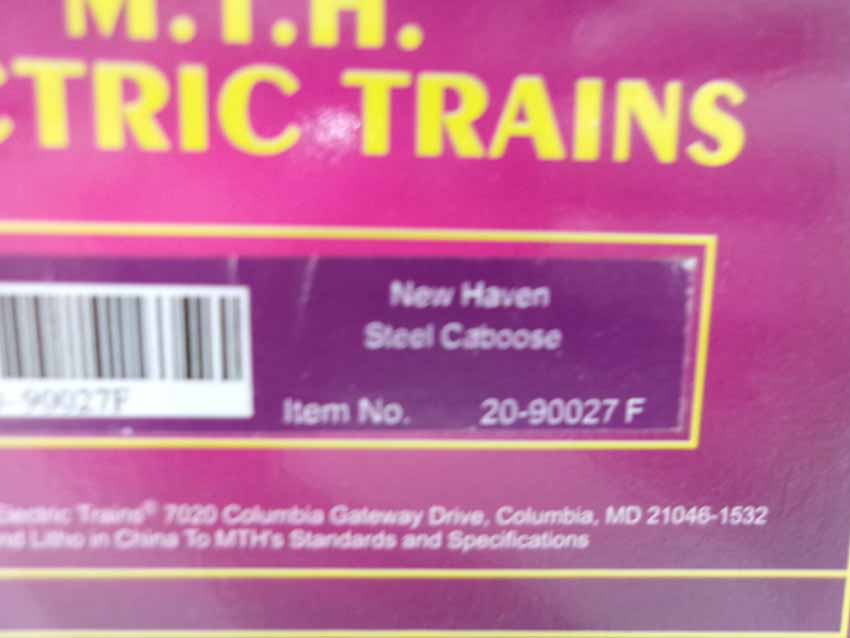 M.T.H.
CTRIC TRAINS
New Haven
Steel Caboose
-90027F
Item No. 20-90027 F
Electric Trains® 7020 Columbia Gateway Drive, Columbia, MD 21046-1532
nd Litho in China To MTH's Standards and Specifications